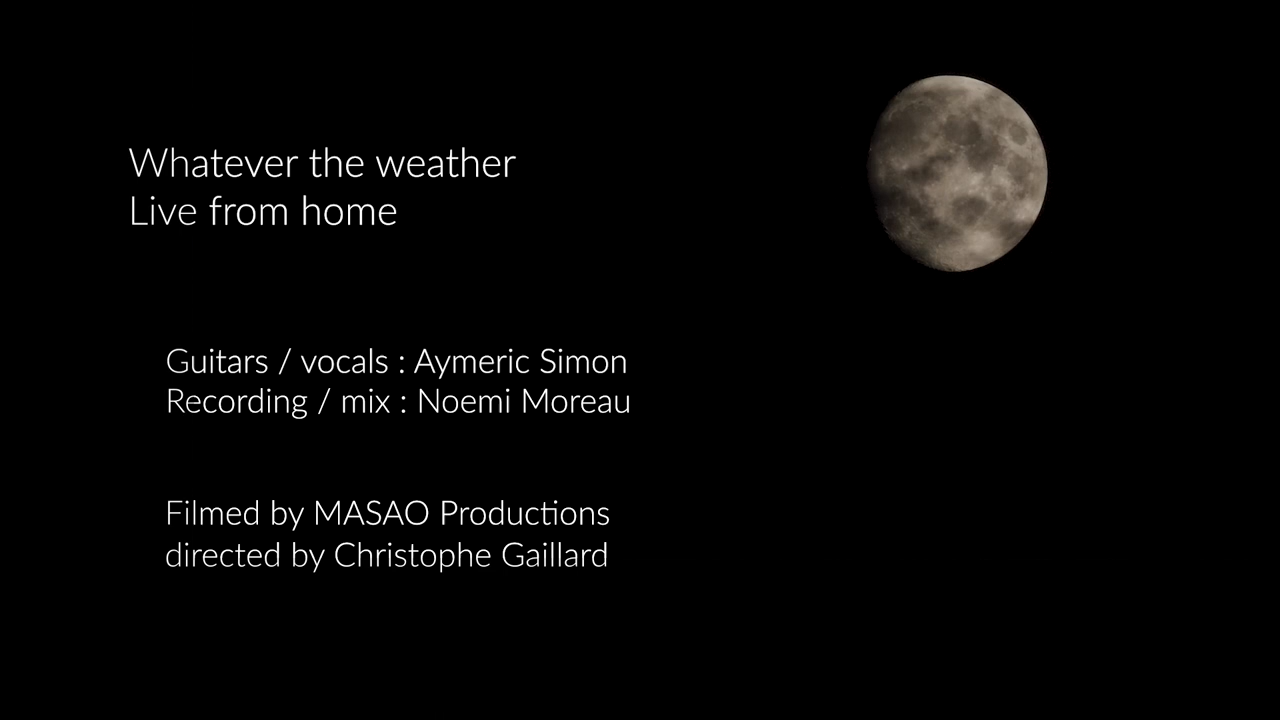 Whatever the weather
Live from home
Guitars / vocals : Aymeric Simon
Recording / mix : Noemi Moreau
Filmed by MASAO Productions
directed by Christophe Gaillard